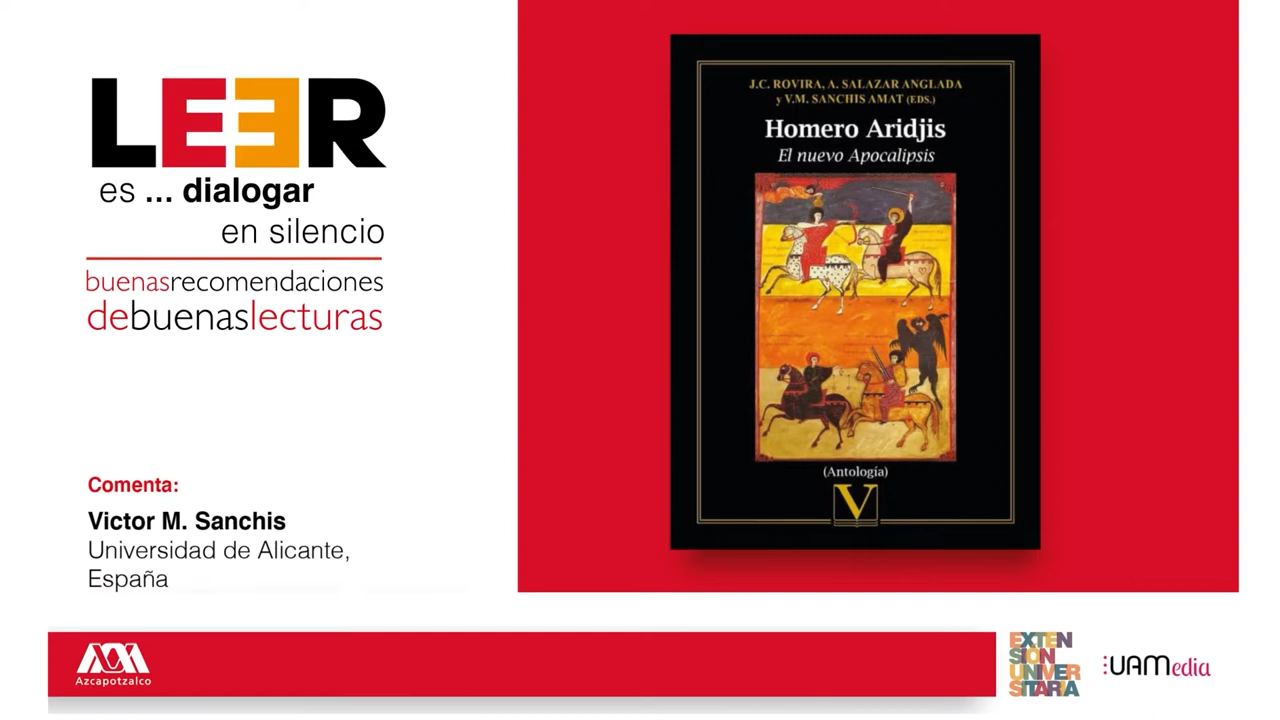 LEER
es ... dialogar
en silencio
buenasrecomendaciones
debuenaslecturas
Comenta:
Victor M. Sanchis
Universidad de Alicante,
España
J.C. ROVIRA, A. SALAZAR ANGLADA
y V.M. SANCHIS AMAT (EDS.)
Homero Aridjis
El nuevo Apocalipsis
(Antología)
V
Azcapotzalco
EXTEN
SIÓN
UNIVER
SITARIA
UAMedia